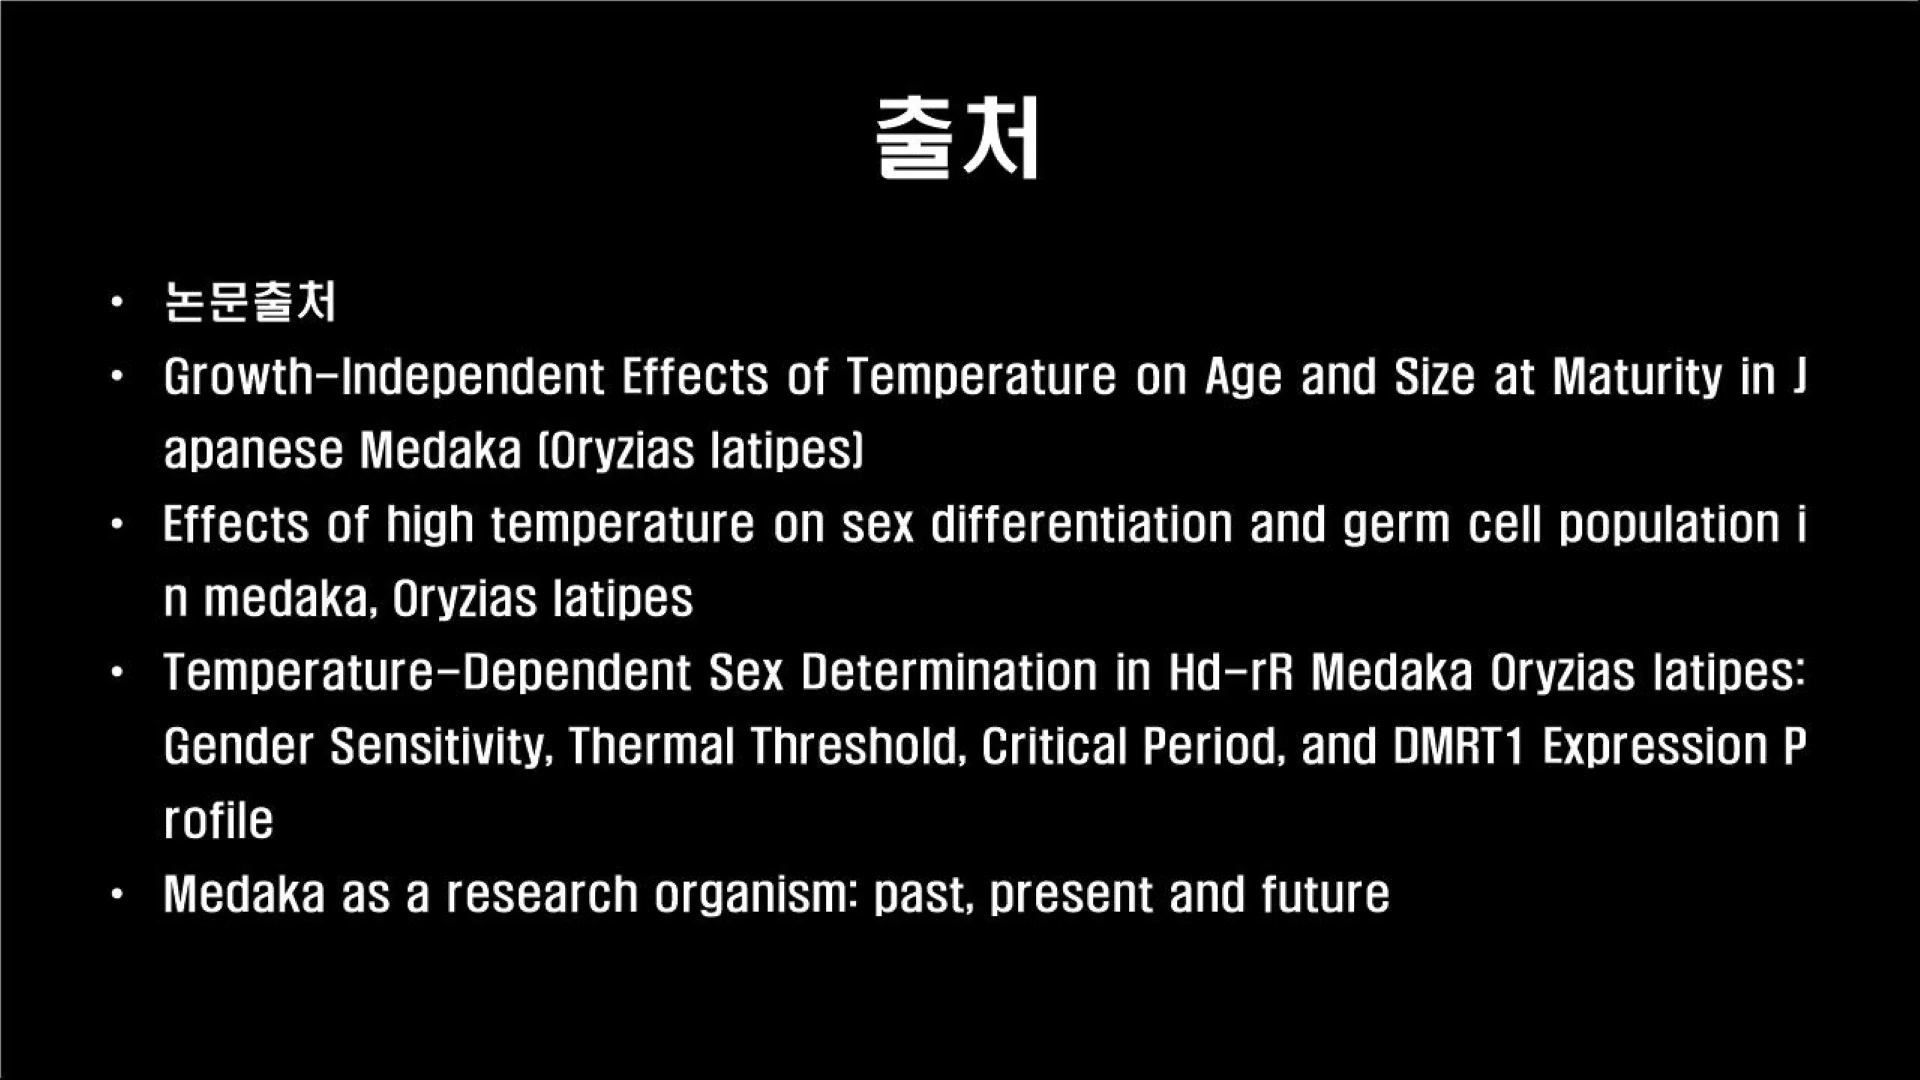 출처
• 논문출처
• Growth-Independent Effects of Temperature on Age and Size at Maturity in J
apanese Medaka (Oryzias latipes)
• Effects of high temperature on sex differentiation and germ cell population i
n medaka, Oryzias latipes
• Temperature-Dependent Sex Determination in Hd-rR Medaka Oryzias latipes:
Gender Sensitivity, Thermal Threshold, Critical Period, and DMRT1 Expression P
rofile
• Medaka as a research organism: past, present and future